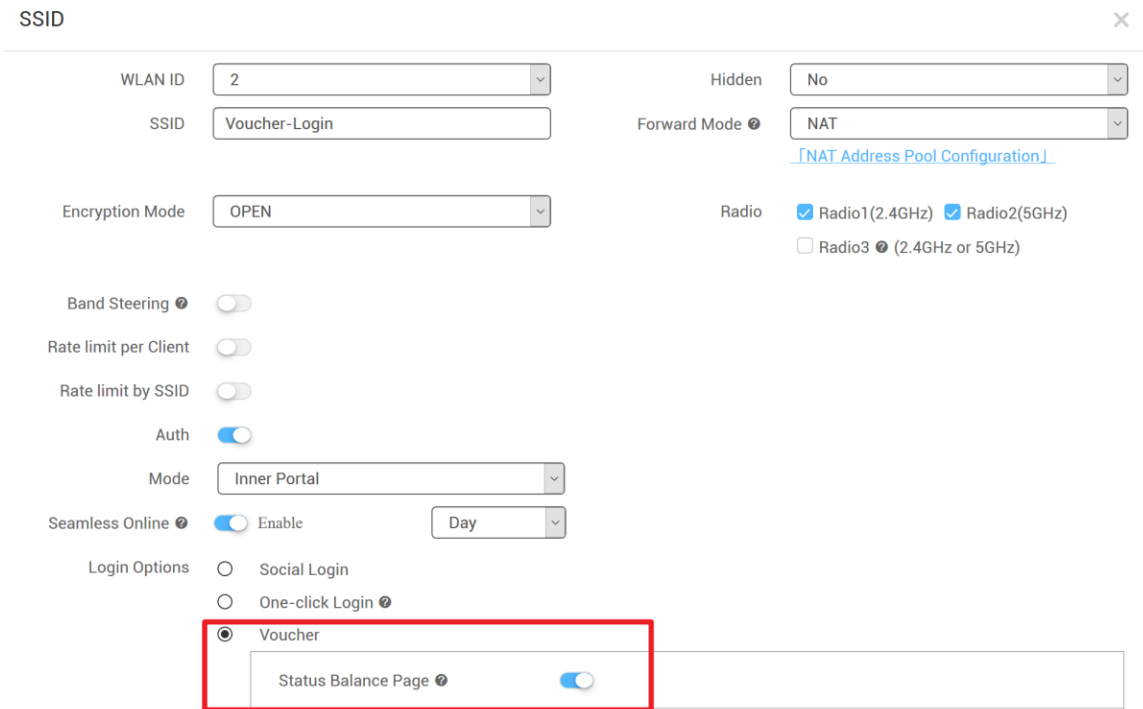 SSID
WLAN ID 2 Hidden No
SSID Voucher-Login Forward Mode NAT
「NAT Address Pool Configuration」
Encryption Mode OPEN Radio Radio1(2.4GHz) Radio2(5GHz)
Radio3 (2.4GHz or 5GHz)
Band Steering
Rate limit per Client
Rate limit by SSID
Auth
Mode Inner Portal
Seamless Online Enable Day
Login Options Social Login
One-click Login
Voucher
Status Balance Page